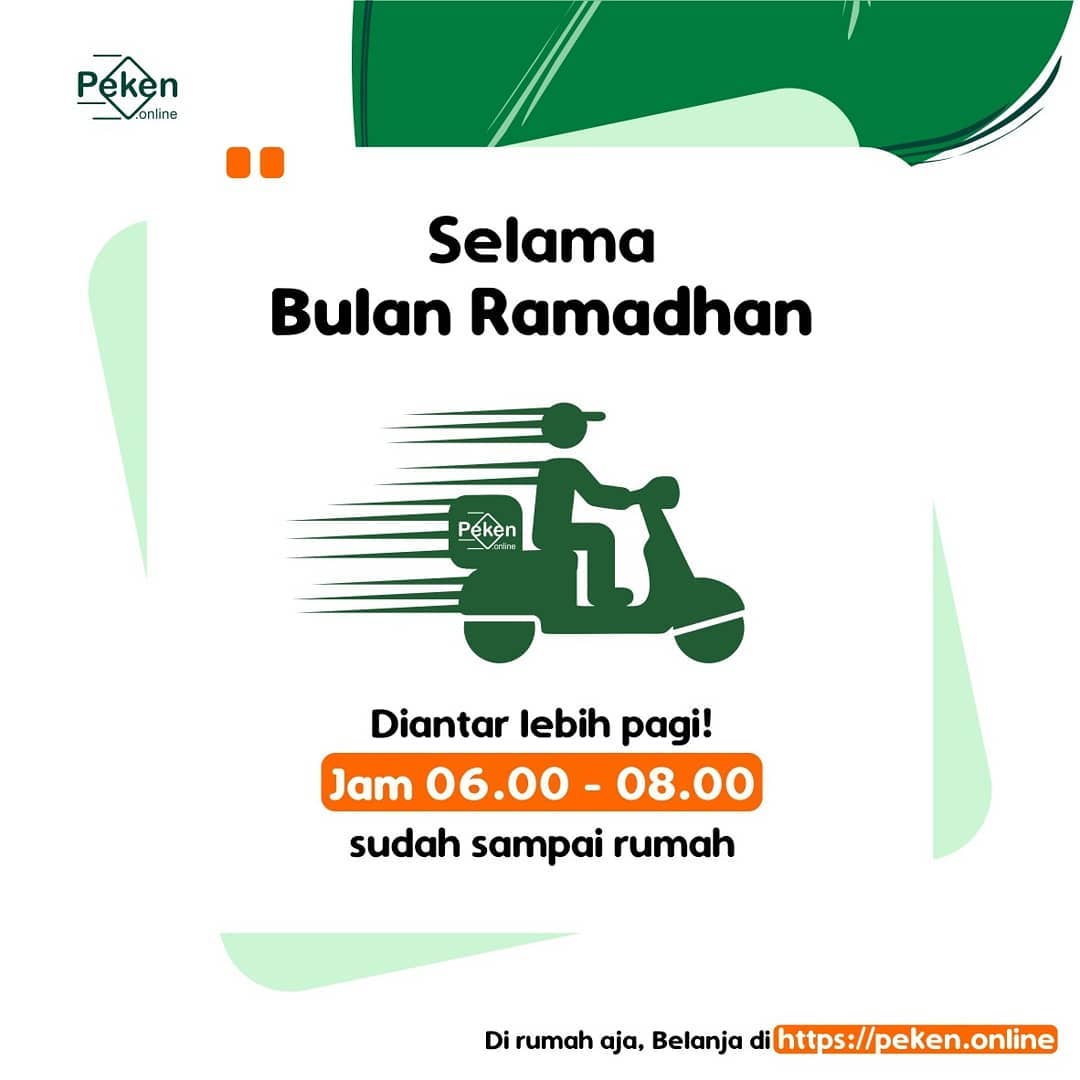 Peken
.online
Selama
Bulan Ramadhan
Peken
.online
Diantar lebih pagi!
Jam 06.00 - 08.00
sudah sampai rumah
Di rumah aja, Belanja di https://peken.online